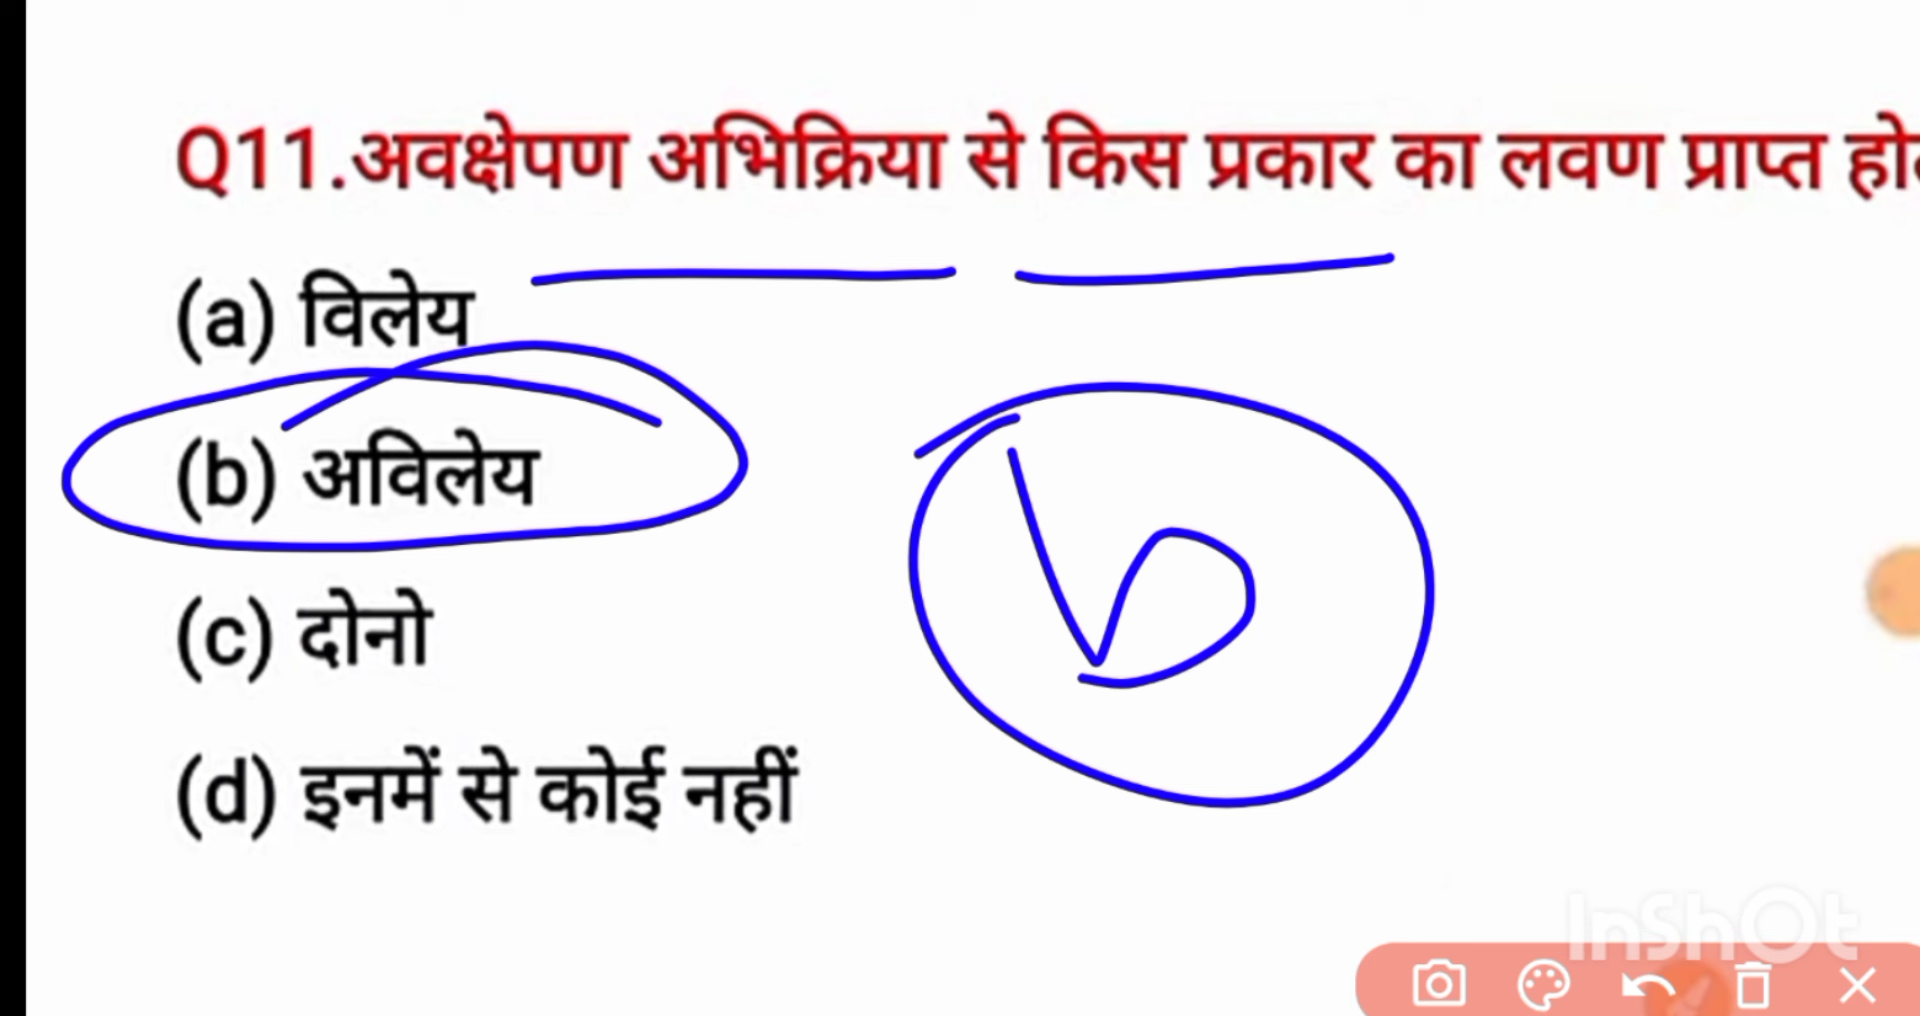 Q11.अवक्षेपण अभिक्रिया से किस प्रकार का लवण प्राप्त
(a) विलेय
(b) अविलेय
b
(c) दोनो
(d) इनमें से कोई नहीं
InShOt